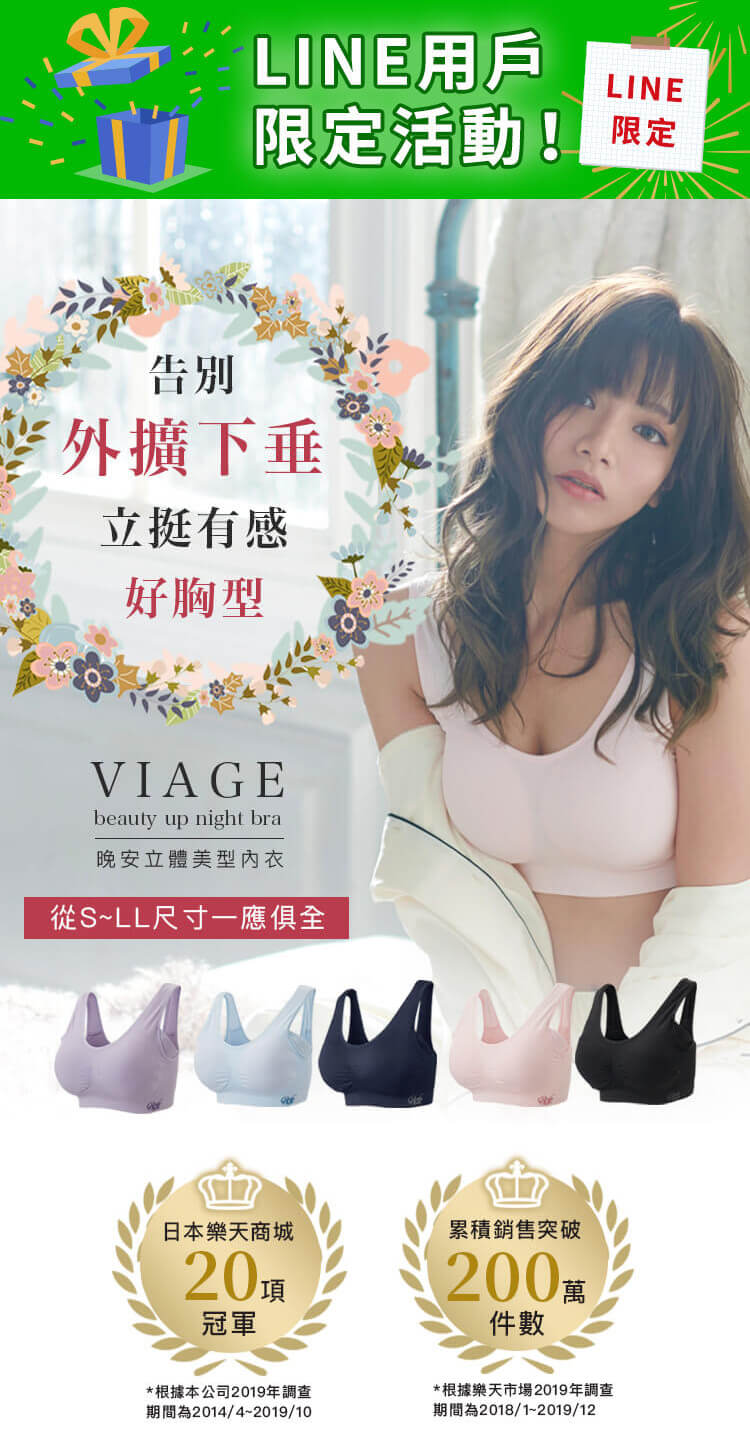 LINE用戶
限定活動！
LINE
限定
告別
外擴下垂
立挺有感
好胸型
VIAGE
beauty up night bra
晚安立體美型內衣
從S~LL尺寸一應俱全
日本樂天商城
20項
冠軍
*根據本公司2019年調查
期間為2014/4~2019/10
累積銷售突破
200萬
件數
*根據樂天市場2019年調查
期間為2018/1~2019/12